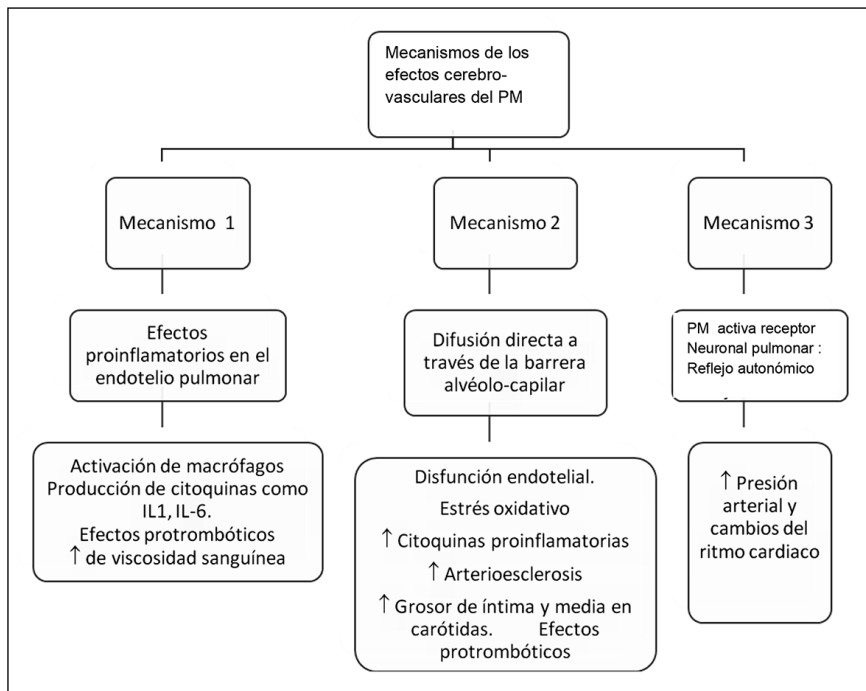 Mecanismos de los
efectos cerebro-
vasculares del PM
Mecanismo 1
Mecanismo 2
Mecanismo 3
Efectos
proinflamatorios en el
endotelio pulmonar
Difusión directa a
través de la barrera
alvéolo-capilar
PM activa receptor
Neuronal pulmonar :
Reflejo autonómico
Activación de macrófagos
Producción de citoquinas como
IL1, IL-6.
Efectos protrombóticos
↑ de viscosidad sanguínea
Disfunción endotelial.
Estrés oxidativo
↑ Citoquinas proinflamatorias
↑ Arterioesclerosis
↑ Grosor de íntima y media en
carótidas. Efectos
protrombóticos
↑ Presión
arterial y
cambios del
ritmo cardiaco